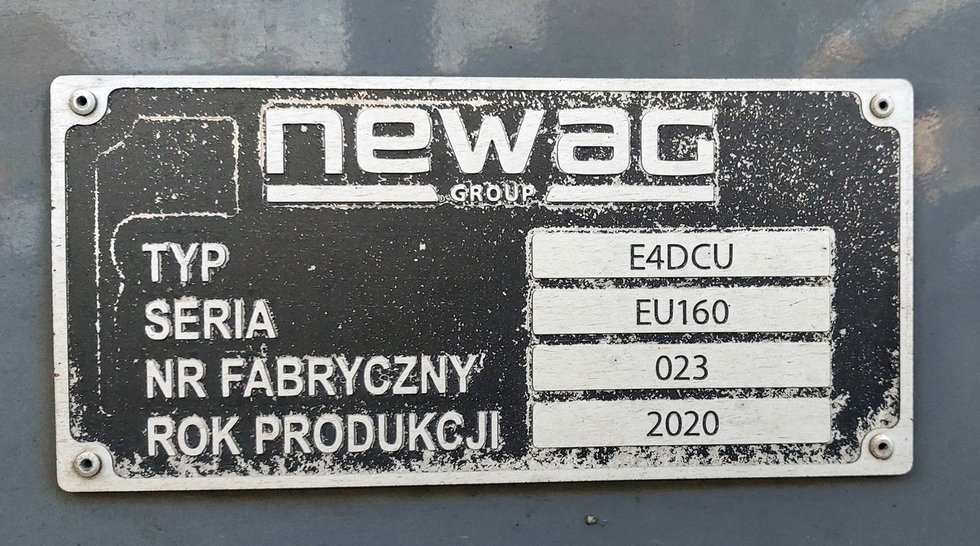 newag
GROUP
TYP E4DCU
SERIA EU160
NR FABRYCZNY 023
ROK PRODUKCJI 2020